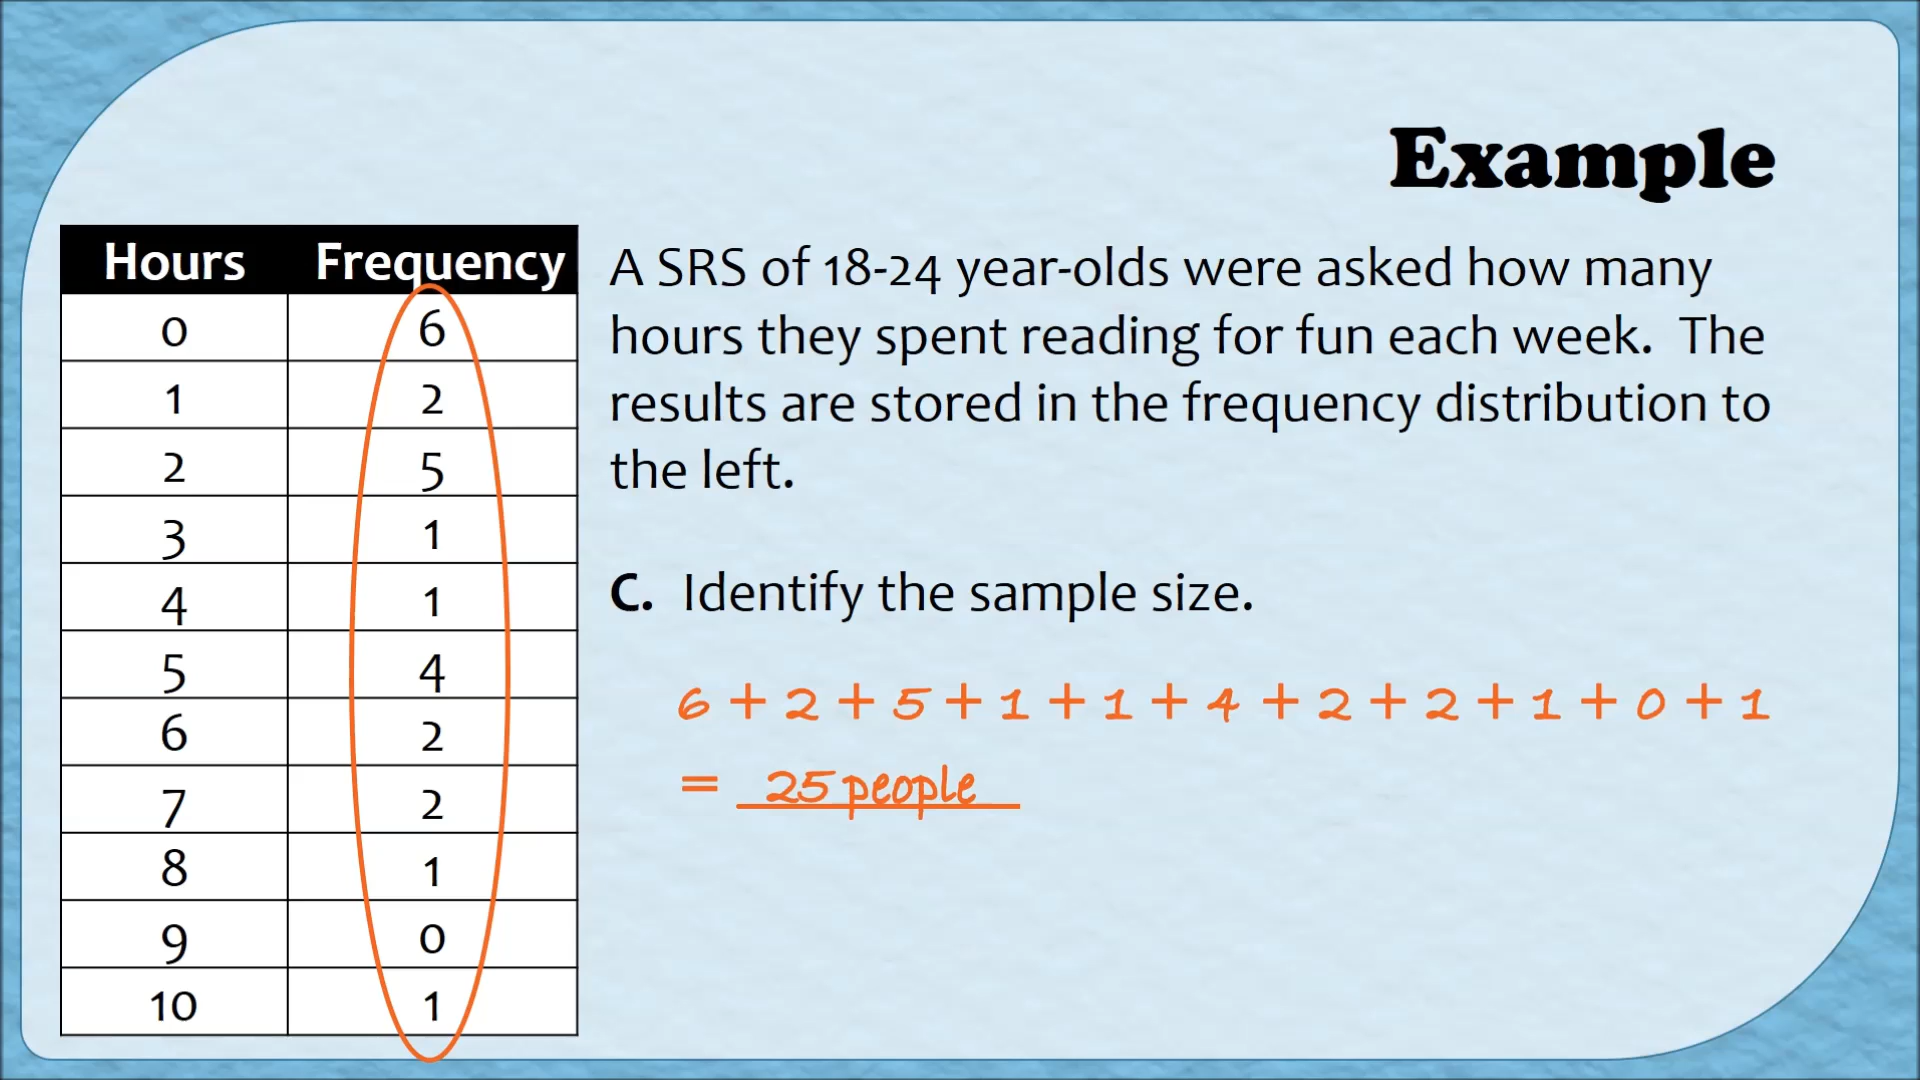 Example
Hours Frequency
0 6
1 2
2 5
3 1
4 1
5 4
6 2
7 2
8 1
9 0
10 1
A SRS of 18-24 year-olds were asked how many
hours they spent reading for fun each week. The
results are stored in the frequency distribution to
the left.
C. Identify the sample size.
6 + 2 + 5 + 1 + 1 + 4 + 2 + 2 + 1 + 0 + 1
= 25 people